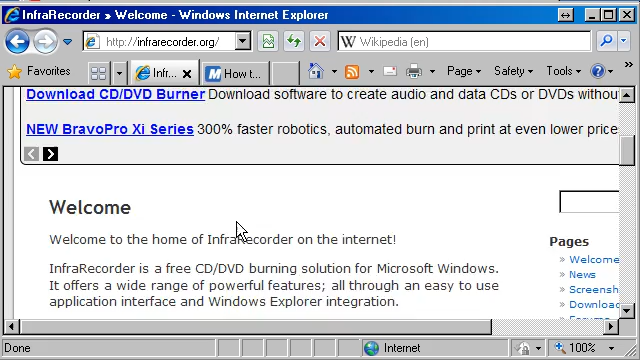 InfraRecorder » Welcome - Windows Internet Explorer
http://infrarecorder.org/
Wikipedia (en)
Favorites
Infr...
How t...
Page
Safety
Tools
Download CD/DVD Burner Download software to create audio and data CDs or DVDs withou
NEW BravoPro Xi Series 300% faster robotics, automated burn and print at even lower price
Welcome
Welcome to the home of InfraRecorder on the internet!
InfraRecorder is a free CD/DVD burning solution for Microsoft Windows.
It offers a wide range of powerful features; all through an easy to use
application interface and Windows Explorer integration.
Pages
» Welcome
» News
» Screensh
» Download
» Forums
Done
Internet
100%